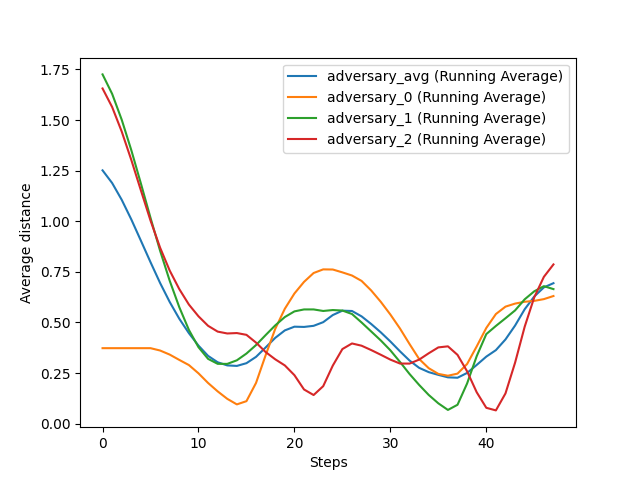 adversary_avg (Running Average)
adversary_0 (Running Average)
adversary_1 (Running Average)
adversary_2 (Running Average)
Average distance
1.75
1.50
1.25
1.00
0.75
0.50
0.25
0.00
0
10
20
30
40
Steps